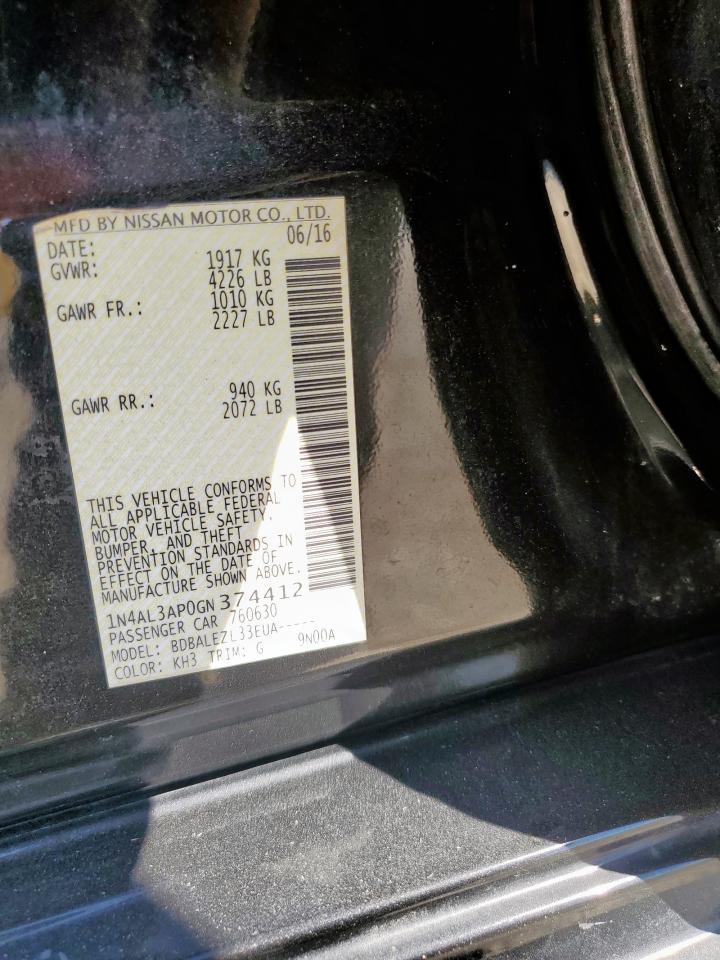 MFD BY NISSAN MOTOR CO., LTD.
DATE: 06/16
GVWR: 1917 KG
4226 LB
GAWR FR.: 1010 KG
2227 LB
GAWR RR.: 940 KG
2072 LB
THIS VEHICLE CONFORMS TO
ALL APPLICABLE FEDERAL
MOTOR VEHICLE SAFETY,
BUMPER, AND THEFT
PREVENTION STANDARDS IN
EFFECT ON THE DATE OF
MANUFACTURE SHOWN ABOVE.
1N4AL3AP0GN374412
PASSENGER CAR 760630
MODEL: BDBALEZL33EUA-----
COLOR: KH3 TRIM: G 9N00A